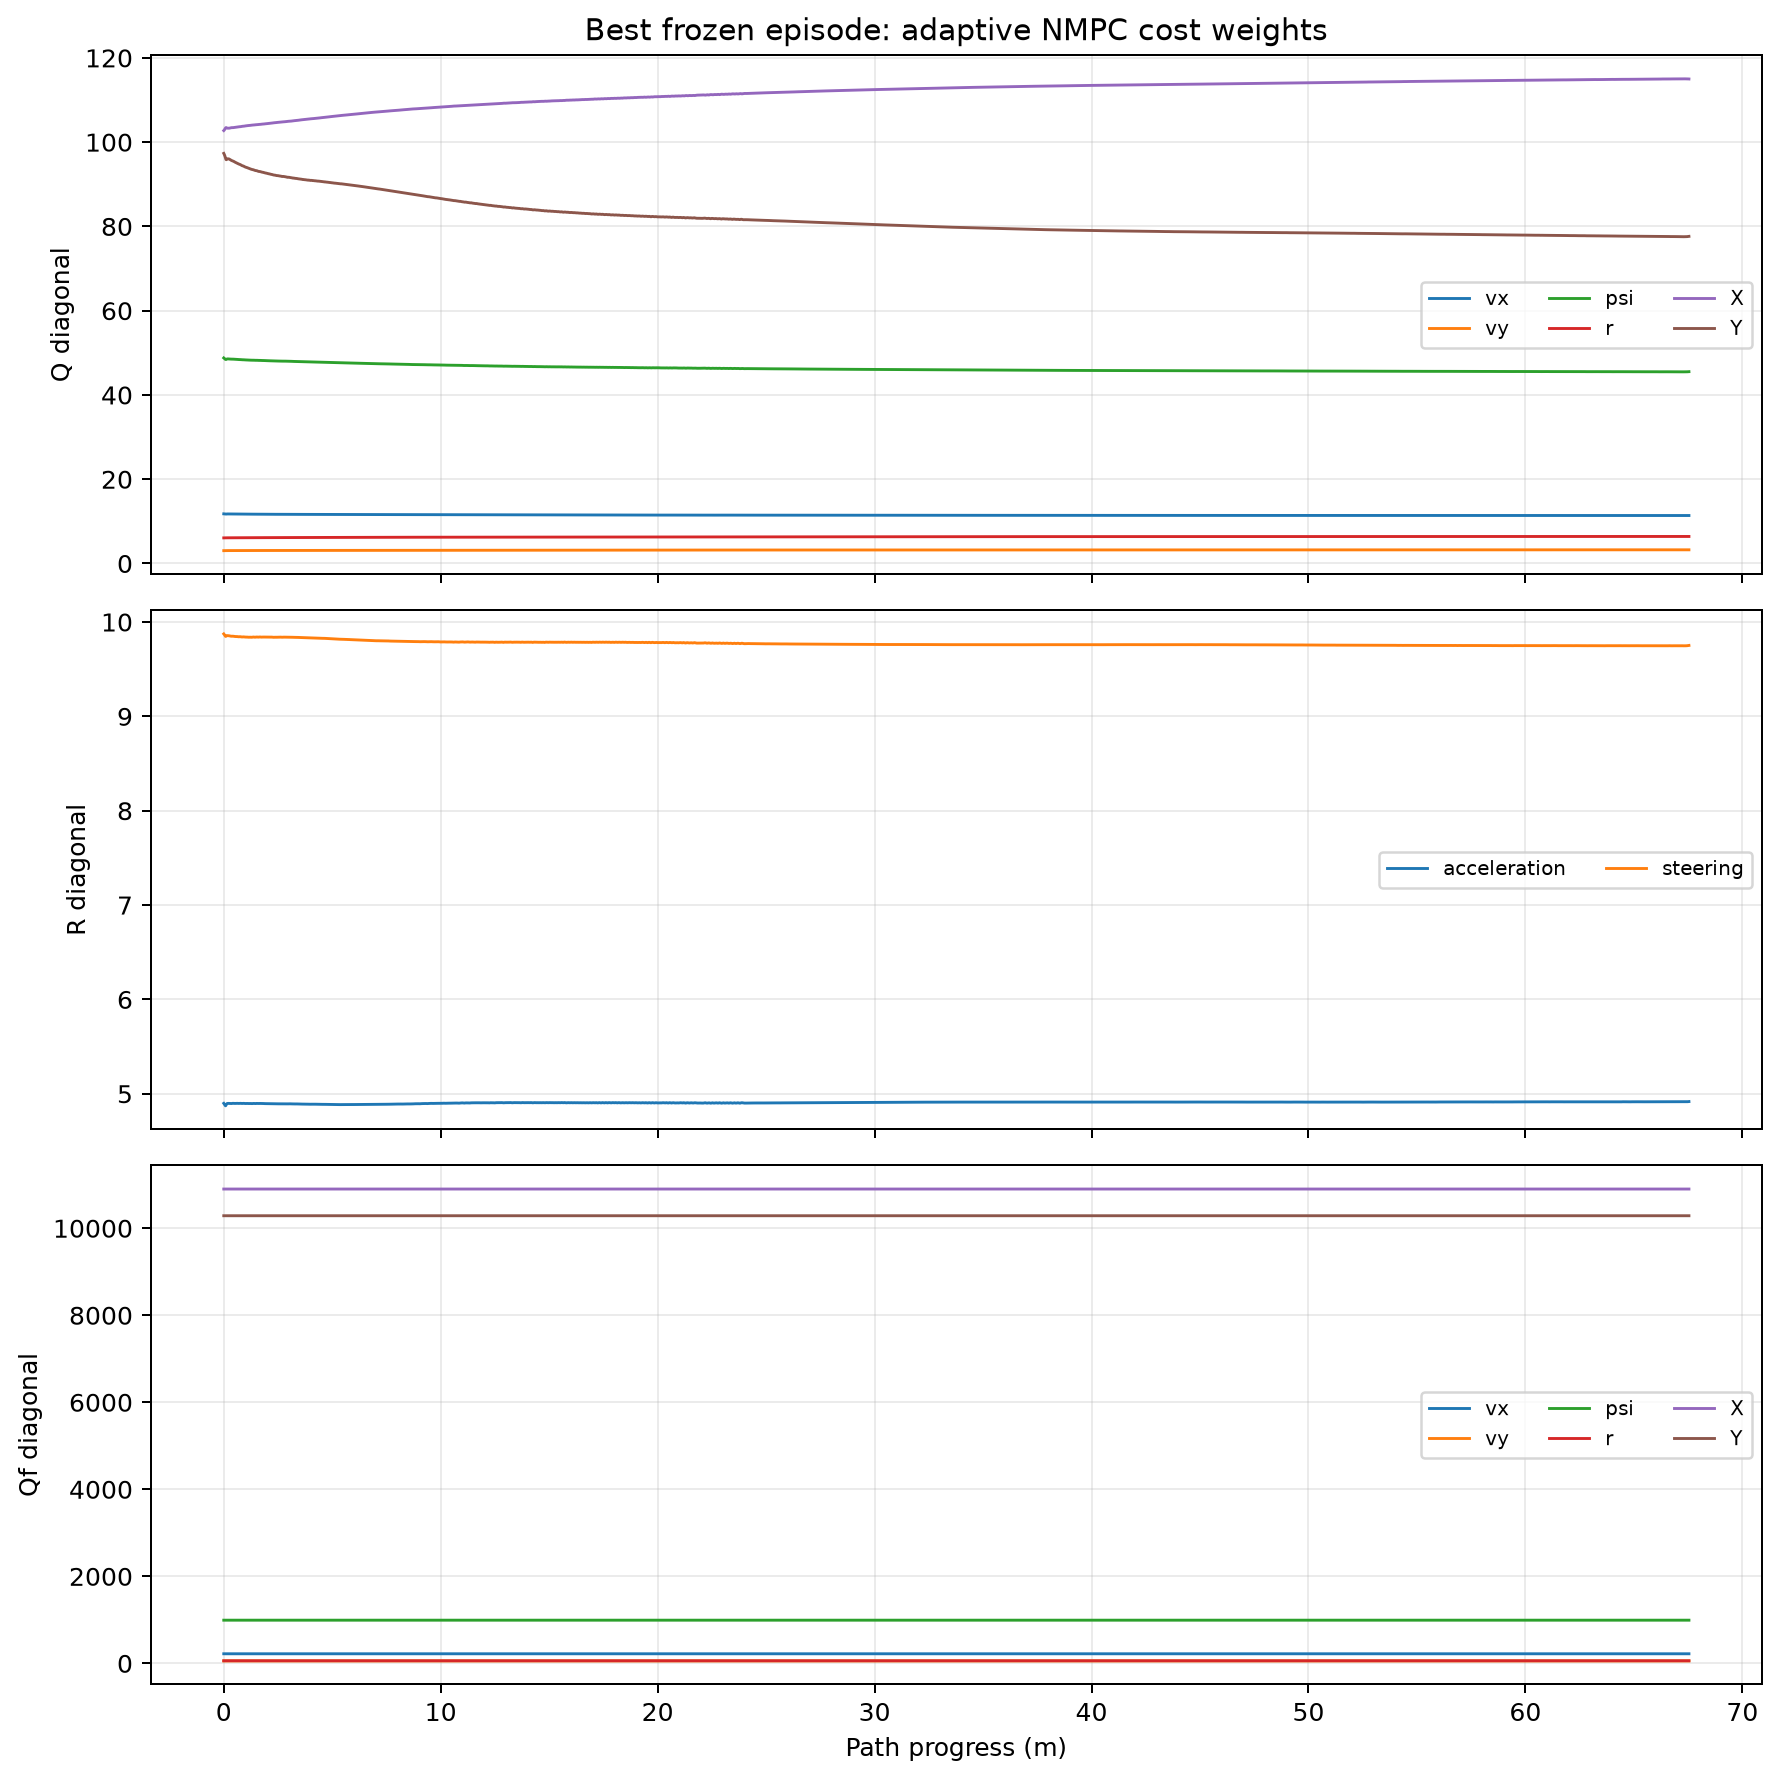 Best frozen episode: adaptive NMPC cost weights
120
100
80
60
40
20
0
Q diagonal
vx psi X
vy r Y
10
9
8
7
6
5
R diagonal
acceleration steering
10000
8000
6000
4000
2000
0
Qf diagonal
vx psi X
vy r Y
0 10 20 30 40 50 60 70
Path progress (m)